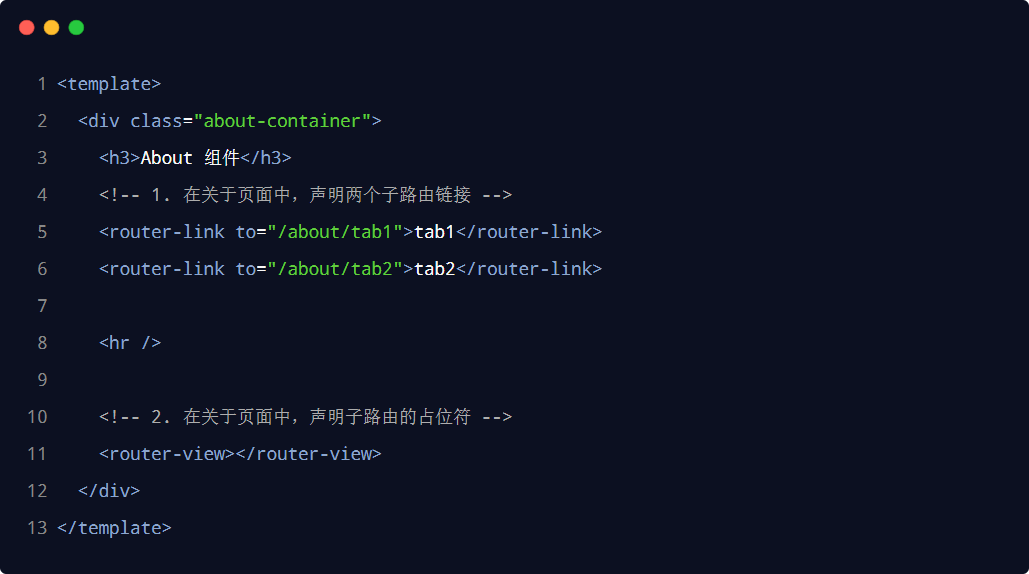 1 <template>
2 <div class="about-container">
3 <h3>About 组件</h3>
4 <!-- 1. 在关于页面中，声明两个子路由链接 -->
5 <router-link to="/about/tab1">tab1</router-link>
6 <router-link to="/about/tab2">tab2</router-link>
7
8 <hr />
9
10 <!-- 2. 在关于页面中，声明子路由的占位符 -->
11 <router-view></router-view>
12 </div>
13 </template>